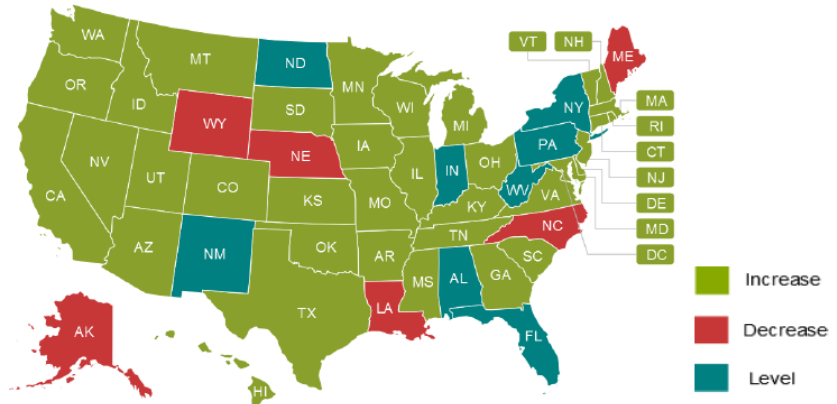 WA
MT
ND
MN
VT
NH
ME
OR
ID
WY
SD
WI
MI
NY
MA
RI
CT
NJ
DE
MD
DC
NV
UT
CO
NE
IA
IL
IN
OH
PA
WV
VA
CA
AZ
NM
KS
MO
KY
TN
NC
OK
AR
MS
AL
GA
SC
TX
LA
FL
AK
HI
Increase
Decrease
Level